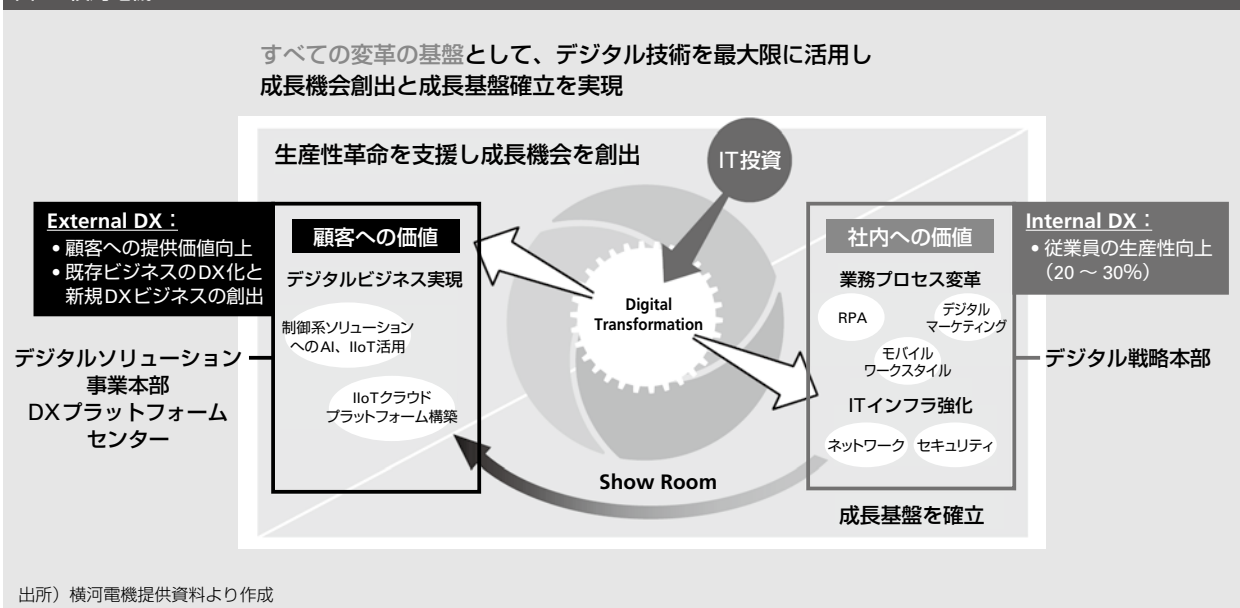 すべての変革の基盤として、デジタル技術を最大限に活用し
成長機会創出と成長基盤確立を実現
生産性革命を支援し成長機会を創出
IT投資
External DX：
• 顧客への提供価値向上
• 既存ビジネスのDX化と
新規DXビジネスの創出
デジタルソリューション
事業本部
DXプラットフォーム
センター
顧客への価値
デジタルビジネス実現
制御系ソリューション
へのAI、IIoT活用
IIoTクラウド
プラットフォーム構築
Digital
Transformation
Show Room
社内への価値
業務プロセス変革
RPA
デジタル
マーケティング
モバイル
ワークスタイル
ITインフラ強化
ネットワーク
セキュリティ
成長基盤を確立
Internal DX：
• 従業員の生産性向上
（20 ～ 30%）
デジタル戦略本部
出所）横河電機提供資料より作成